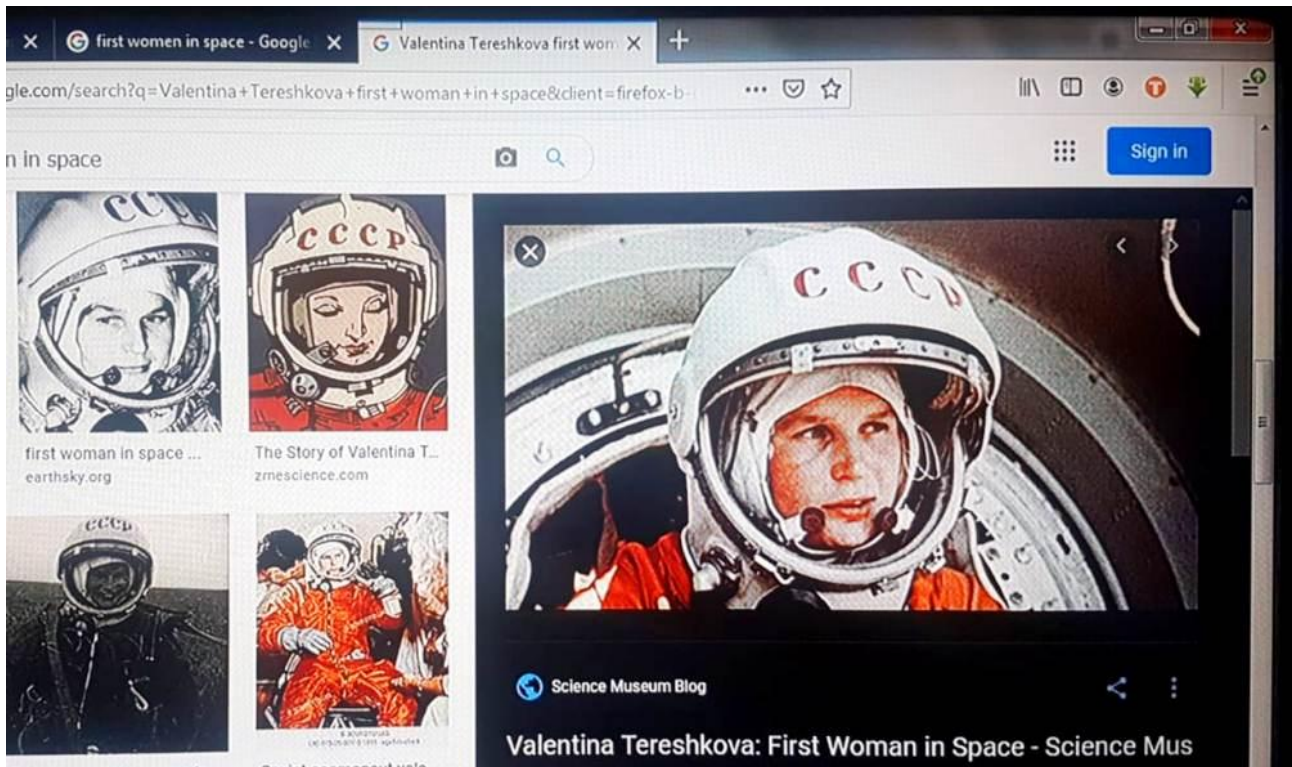 first women in space - Google
Valentina Tereshkova first wom
gle.com/search?q=Valentina+Tereshkova+first+woman+in+space&client=firefox-b-
n in space
Sign in
CCCP
CCCP
CCCP
first woman in space ...
earthsky.org
The Story of Valentina T...
zmescience.com
CCCP
Science Museum Blog
Valentina Tereshkova: First Woman in Space - Science Mus